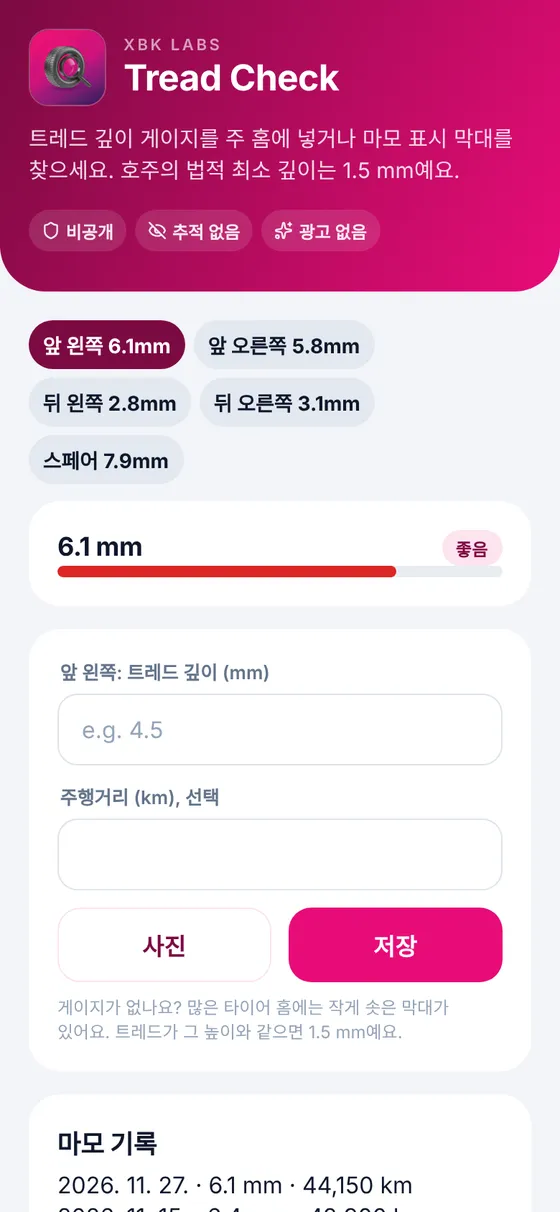 XBK LABS
Tread Check
트레드 깊이 게이지를 주 홈에 넣거나 마모 표시 막대를
찾으세요. 호주의 법적 최소 깊이는 1.5 mm예요.
비공개 추적 없음 광고 없음
앞 왼쪽 6.1mm 앞 오른쪽 5.8mm
뒤 왼쪽 2.8mm 뒤 오른쪽 3.1mm
스페어 7.9mm
6.1 mm 좋음
앞 왼쪽: 트레드 깊이 (mm)
e.g. 4.5
주행거리 (km), 선택
사진 저장
게이지가 없나요? 많은 타이어 홈에는 작게 솟은 막대가
있어요. 트레드가 그 높이와 같으면 1.5 mm예요.
마모 기록
2026. 11. 27. · 6.1 mm · 44,150 km